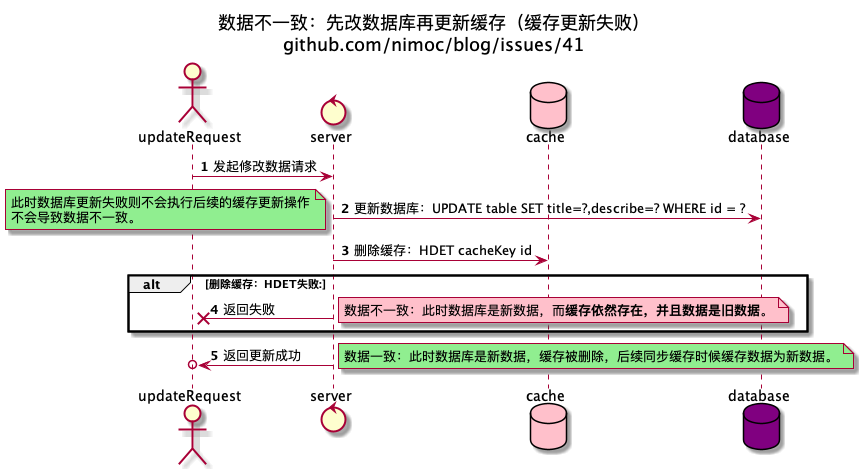 数据不一致：先改数据库再更新缓存（缓存更新失败）
github.com/nimoc/blog/issues/41
updateRequest
server
cache
database
1 发起修改数据请求
此时数据库更新失败则不会执行后续的缓存更新操作
不会导致数据不一致。
2 更新数据库：UPDATE table SET title=?,describe=? WHERE id = ?
3 删除缓存：HDET cacheKey id
alt [删除缓存：HDET失败:]
4 返回失败
数据不一致：此时数据库是新数据，而缓存依然存在，并且数据是旧数据。
5 返回更新成功
数据一致：此时数据库是新数据，缓存被删除，后续同步缓存时候缓存数据为新数据。
updateRequest
server
cache
database